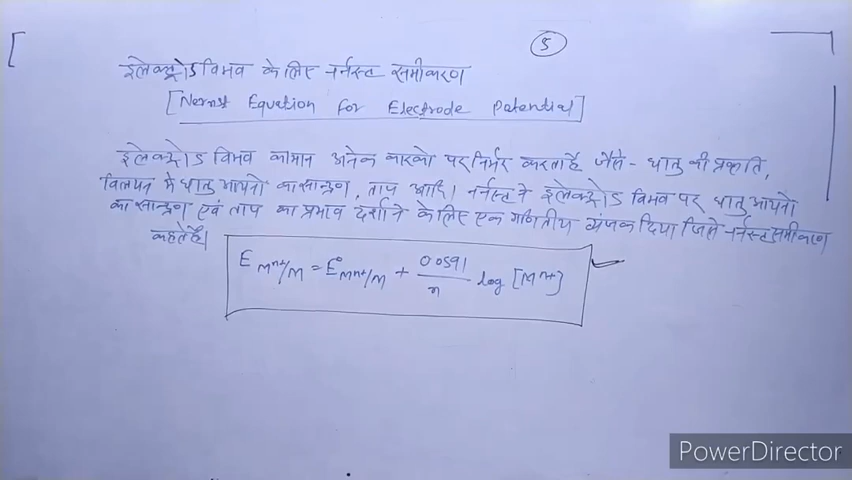 5
इलेक्ट्रोड विभव के लिए नर्नस्ट समीकरण
[Nernst Equation for Electrode Potential]
इलेक्ट्रोड विभव का मान अनेक कारको पर निर्भर करता है जैसे - धातु की प्रकृति,
विलयन में धातु आयनो का सान्द्रण, ताप आदि। नर्नस्ट ने इलेक्ट्रोड विभव पर धातु आयनो
का सान्द्रण एवं ताप का प्रभाव दर्शाने के लिए एक गणितीय व्यंजक दिया जिसे नर्नस्ट समीकरण
कहते है।
E Mⁿ⁺/M = E° Mⁿ⁺/M + 0.0591/n log [Mⁿ⁺]
PowerDirector